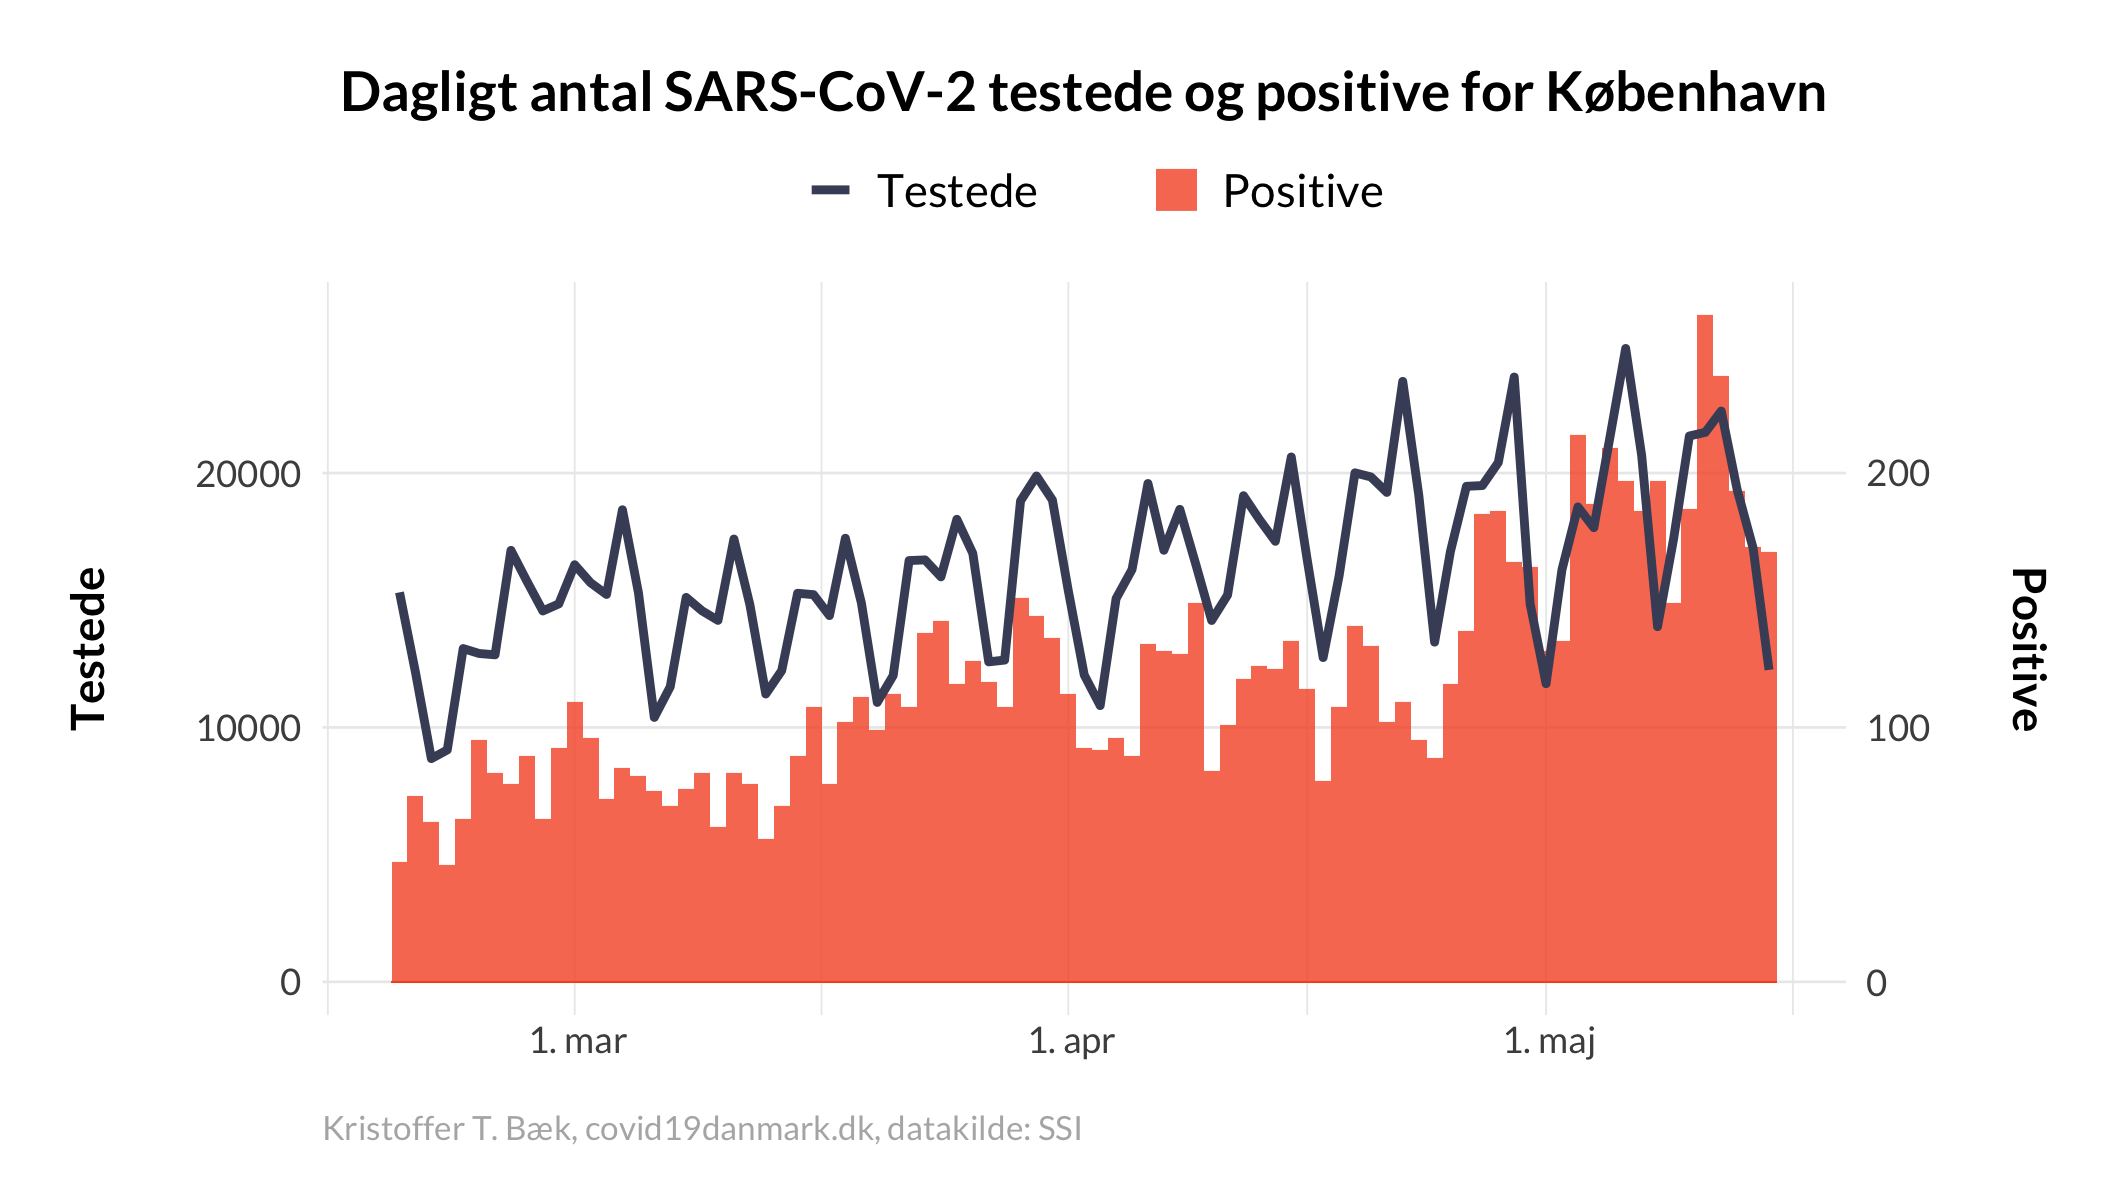 Dagligt antal SARS-CoV-2 testede og positive for København
Testede
Positive
Testede
20000
10000
0
200
100
0
Positive
1. mar
1. apr
1. maj
Kristoffer T. Bæk, covid19danmark.dk, datakilde: SSI